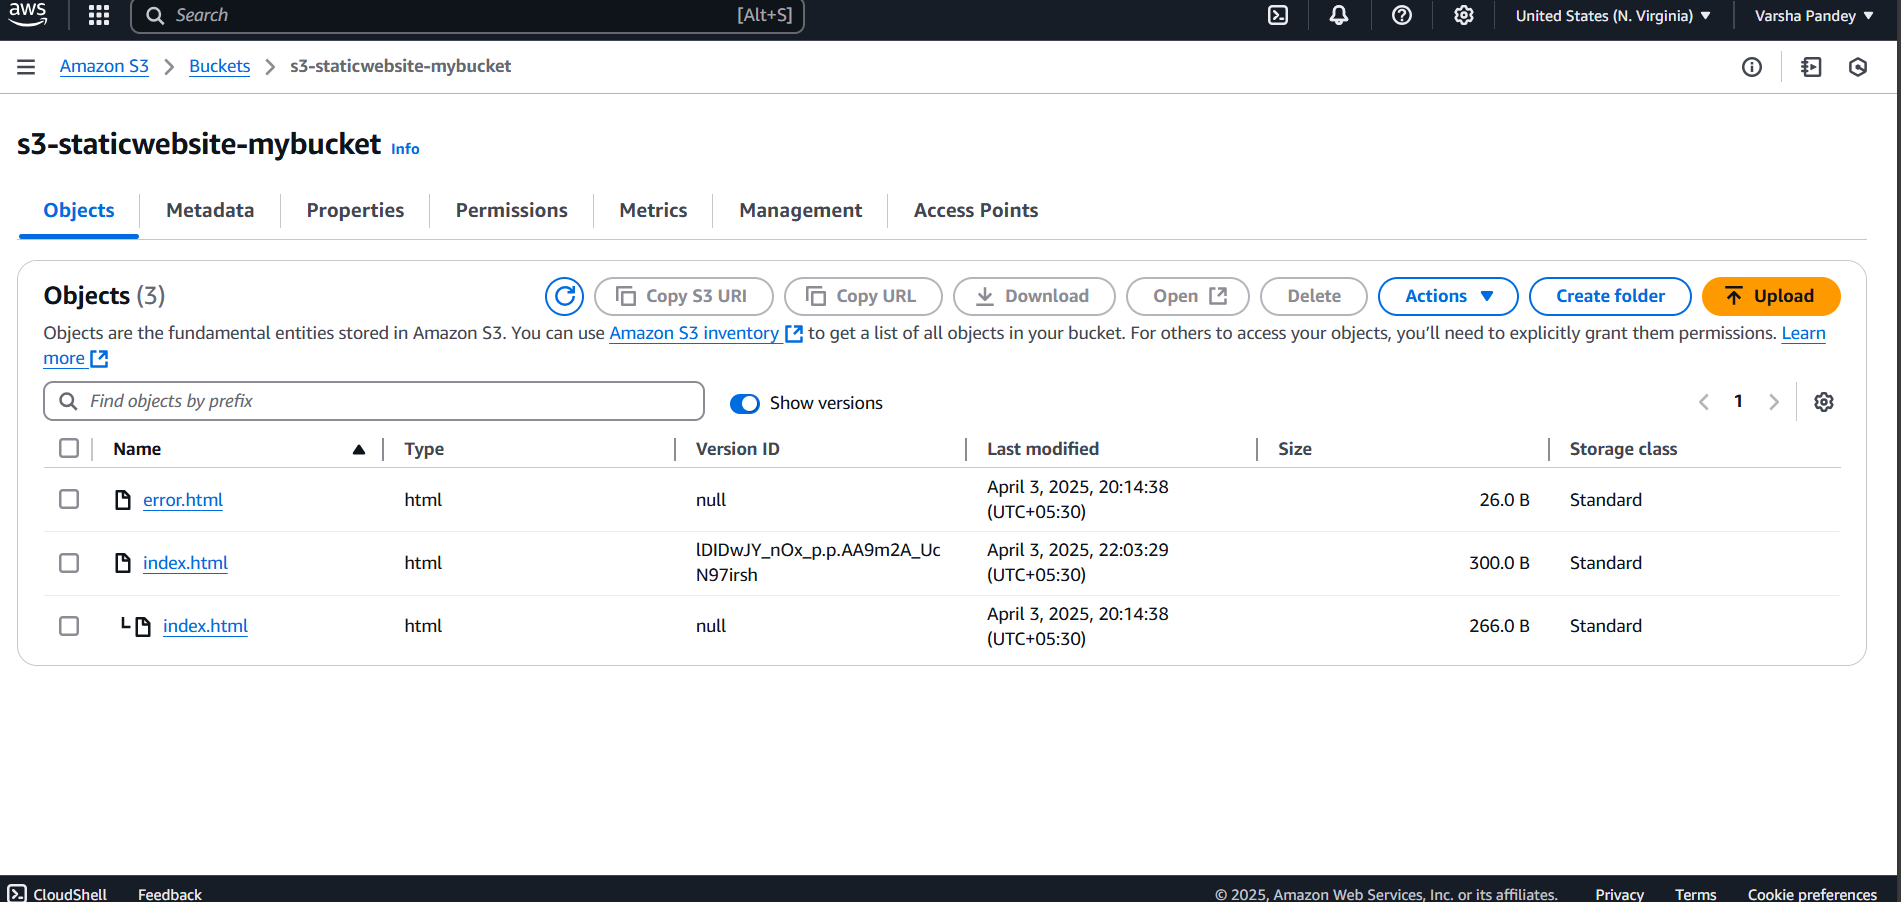 aws
Search
[Alt+S]
United States (N. Virginia)
Varsha Pandey
Amazon S3
Buckets
s3-staticwebsite-mybucket
s3-staticwebsite-mybucket Info
Objects
Metadata
Properties
Permissions
Metrics
Management
Access Points
Objects (3)
Copy S3 URI
Copy URL
Download
Open
Delete
Actions
Create folder
Upload
Objects are the fundamental entities stored in Amazon S3. You can use Amazon S3 inventory to get a list of all objects in your bucket. For others to access your objects, you’ll need to explicitly grant them permissions. Learn
more
Find objects by prefix
Show versions
1
Name
Type
Version ID
Last modified
Size
Storage class
error.html
html
null
April 3, 2025, 20:14:38
(UTC+05:30)
26.0 B
Standard
index.html
html
lDIDwJY_nOx_p.p.AA9m2A_Uc
N97irsh
April 3, 2025, 22:03:29
(UTC+05:30)
300.0 B
Standard
index.html
html
null
April 3, 2025, 20:14:38
(UTC+05:30)
266.0 B
Standard
CloudShell
Feedback
© 2025, Amazon Web Services, Inc. or its affiliates.
Privacy
Terms
Cookie preferences